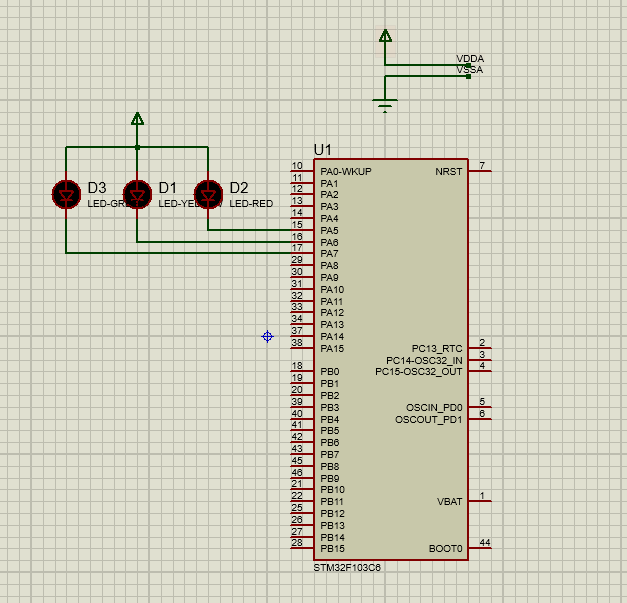 VDDA
VSSA
U1
D3
LED-GRE
D1
LED-YEL
D2
LED-RED
10 PA0-WKUP NRST 7
11 PA1
12 PA2
13 PA3
14 PA4
15 PA5
16 PA6
17 PA7
29 PA8
30 PA9
31 PA10
32 PA11
33 PA12
34 PA13
37 PA14
38 PA15 PC13_RTC 2
PC14-OSC32_IN 3
18 PB0 PC15-OSC32_OUT 4
19 PB1
20 PB2
39 PB3 OSCIN_PD0 5
40 PB4 OSCOUT_PD1 6
41 PB5
42 PB6
43 PB7
45 PB8
46 PB9
21 PB10
22 PB11 VBAT 1
25 PB12
26 PB13
27 PB14
28 PB15 BOOT0 44
STM32F103C6